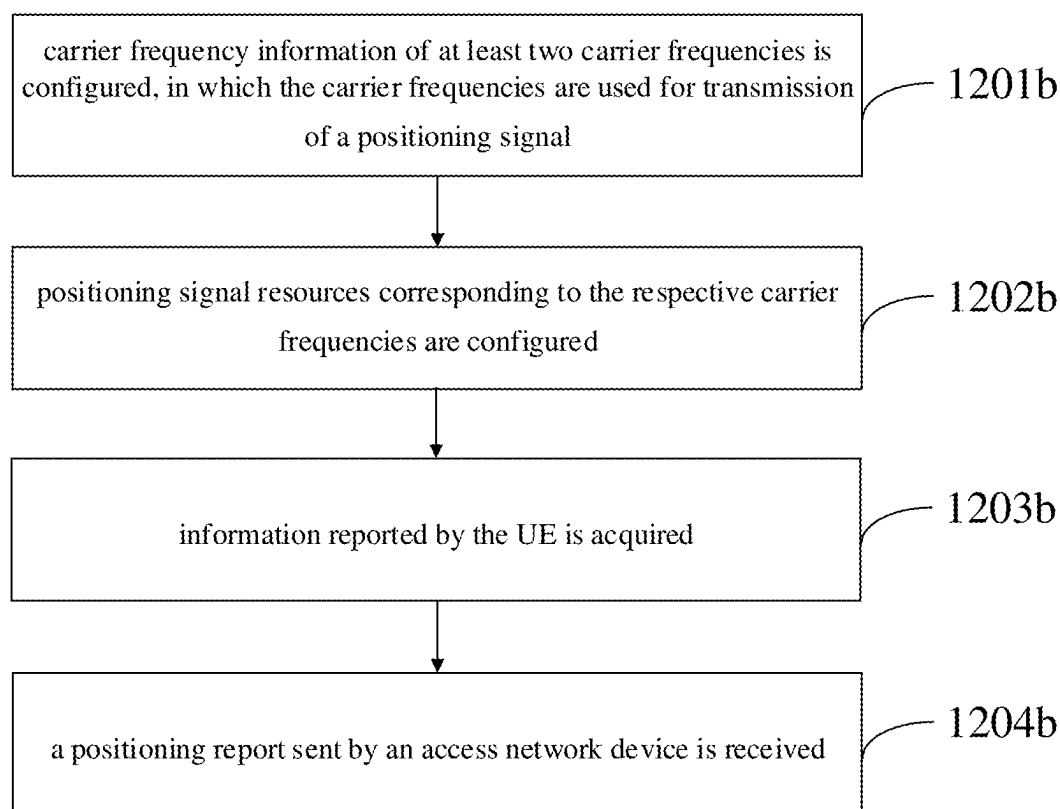 carrier frequency information of at least two carrier frequencies is
configured, in which the carrier frequencies are used for transmission
of a positioning signal
1201b
positioning signal resources corresponding to the respective carrier
frequencies are configured
1202b
information reported by the UE is acquired
1203b
a positioning report sent by an access network device is received
1204b